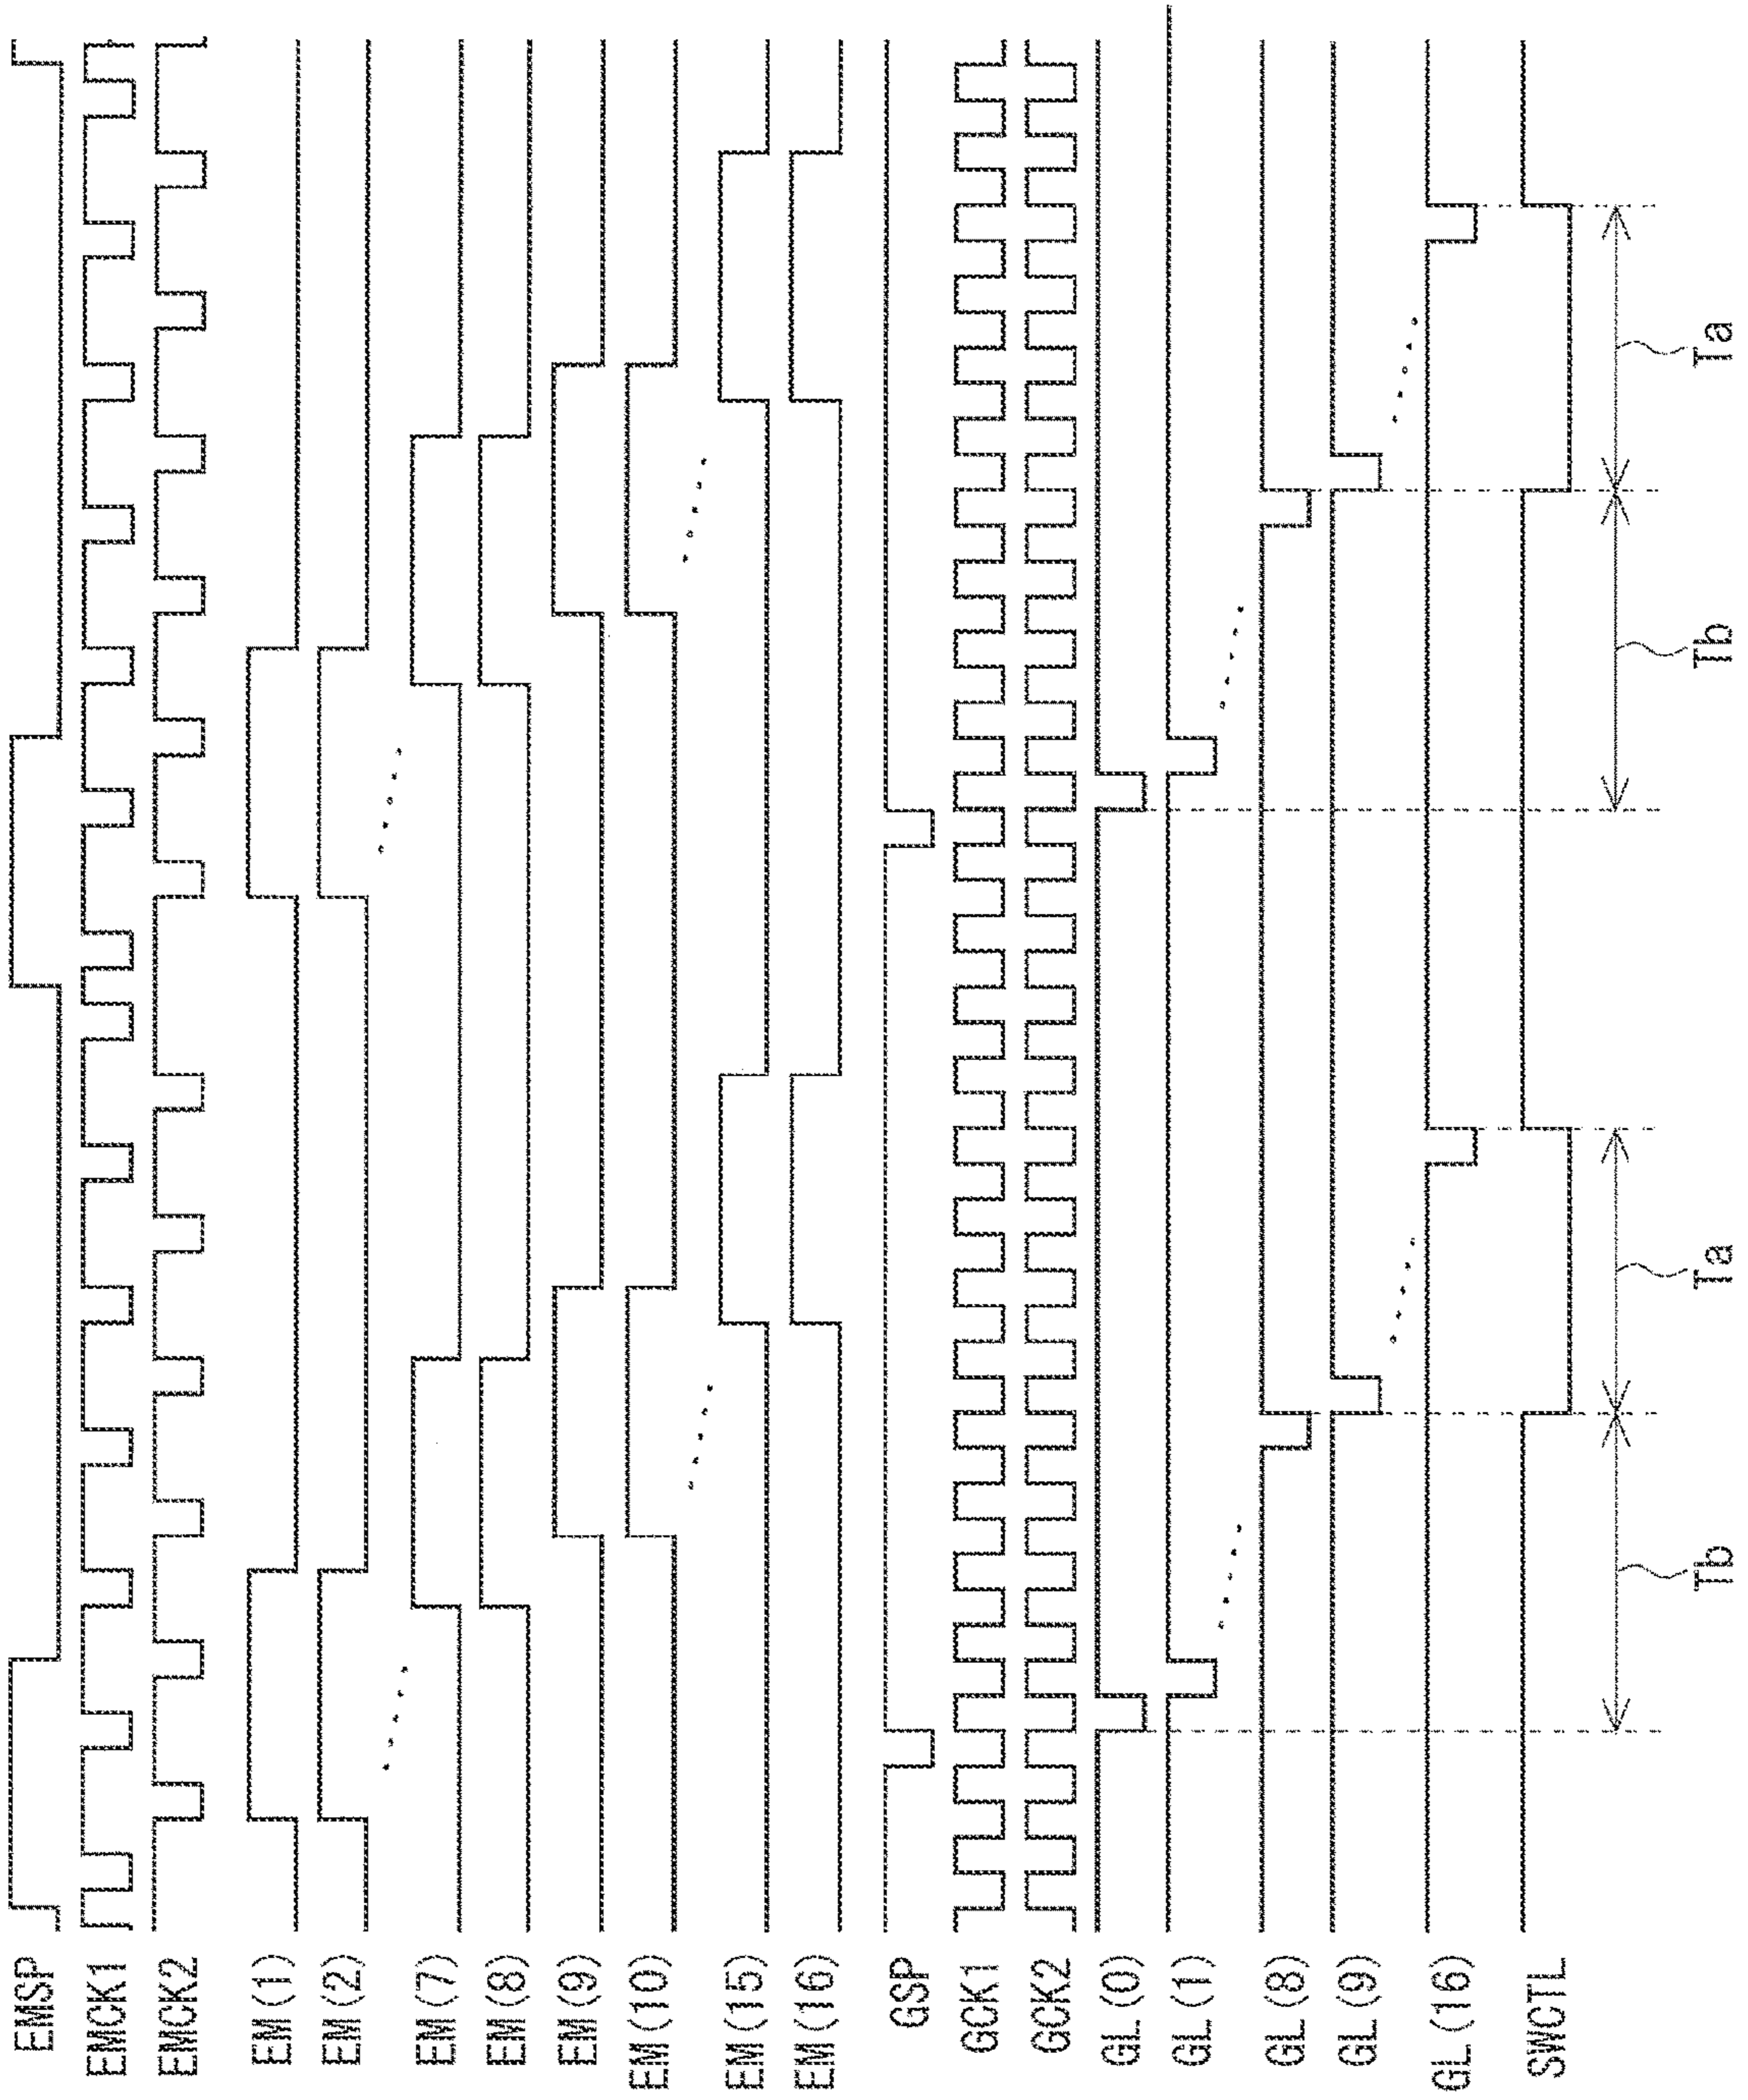 EMSP
EMCK1
EMCK2
EM(1)
EM(2)
EM(7)
EM(8)
EM(9)
EM(10)
EM(15)
EM(16)
GSP
GCK1
GCK2
GL(0)
GL(1)
GL(8)
GL(9)
GL(16)
SWCTL
Tb
Ta
Tb
Ta